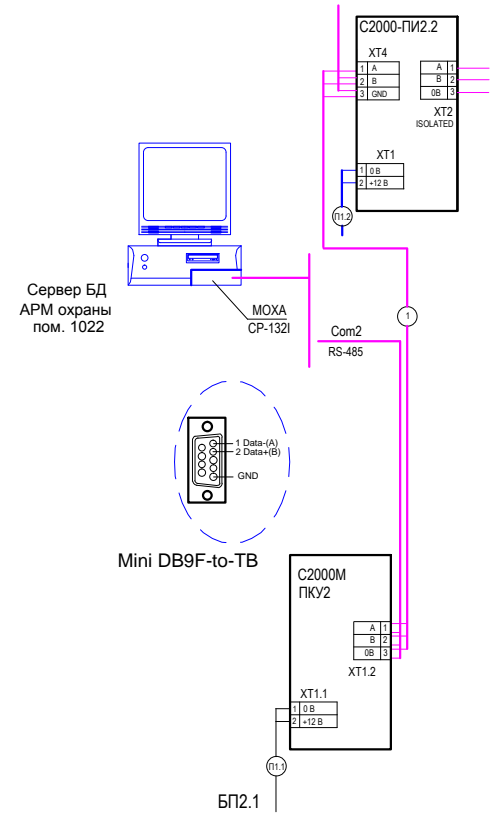 С2000-ПИ2.2
XT4
1 A
2 B
3 GND
A 1
B 2
0B 3
XT2
ISOLATED
XT1
1 0 В
2 +12 В
П1.2
Сервер БД
АРМ охраны
пом. 1022
MOXA
CP-132I
Com2
RS-485
1
1 Data-(A)
2 Data+(B)
GND
Mini DB9F-to-TB
С2000М
ПКУ2
A 1
B 2
0B 3
XT1.2
XT1.1
1 0 В
2 +12 В
П1.1
БП2.1